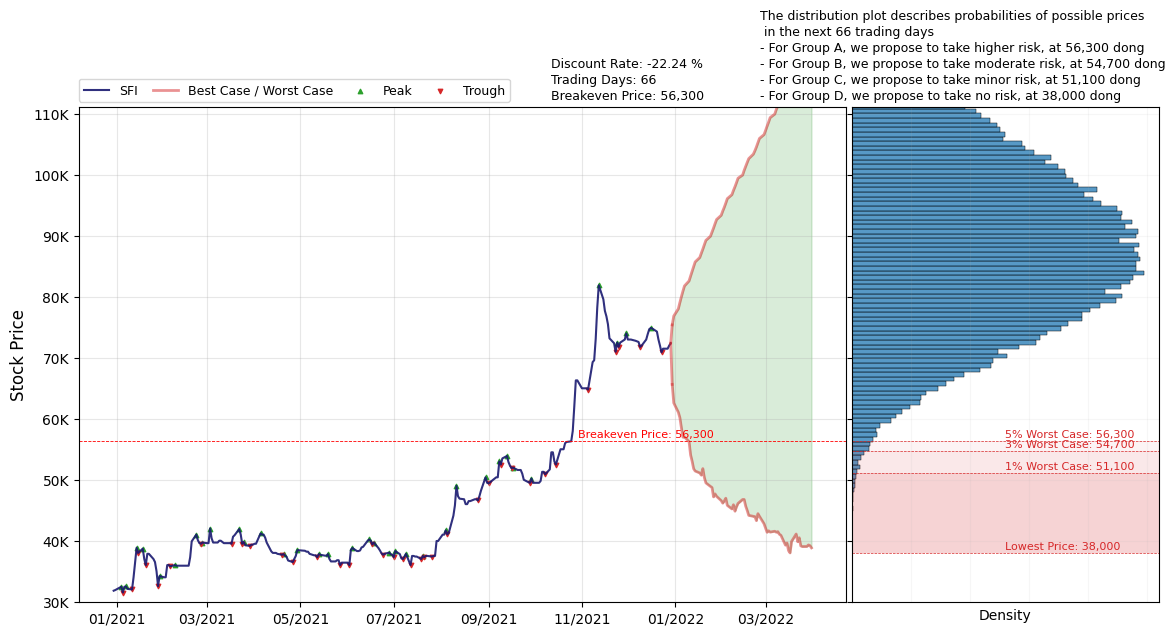 The distribution plot describes probabilities of possible prices
in the next 66 trading days
- For Group A, we propose to take higher risk, at 56,300 dong
- For Group B, we propose to take moderate risk, at 54,700 dong
- For Group C, we propose to take minor risk, at 51,100 dong
- For Group D, we propose to take no risk, at 38,000 dong
Discount Rate: -22.24 %
Trading Days: 66
Breakeven Price: 56,300
SFI
Best Case / Worst Case
Peak
Trough
Stock Price
110K
100K
90K
80K
70K
60K
50K
40K
30K
Breakeven Price: 56,300
01/2021
03/2021
05/2021
07/2021
09/2021
11/2021
01/2022
03/2022
5% Worst Case: 56,300
3% Worst Case: 54,700
1% Worst Case: 51,100
Lowest Price: 38,000
Density